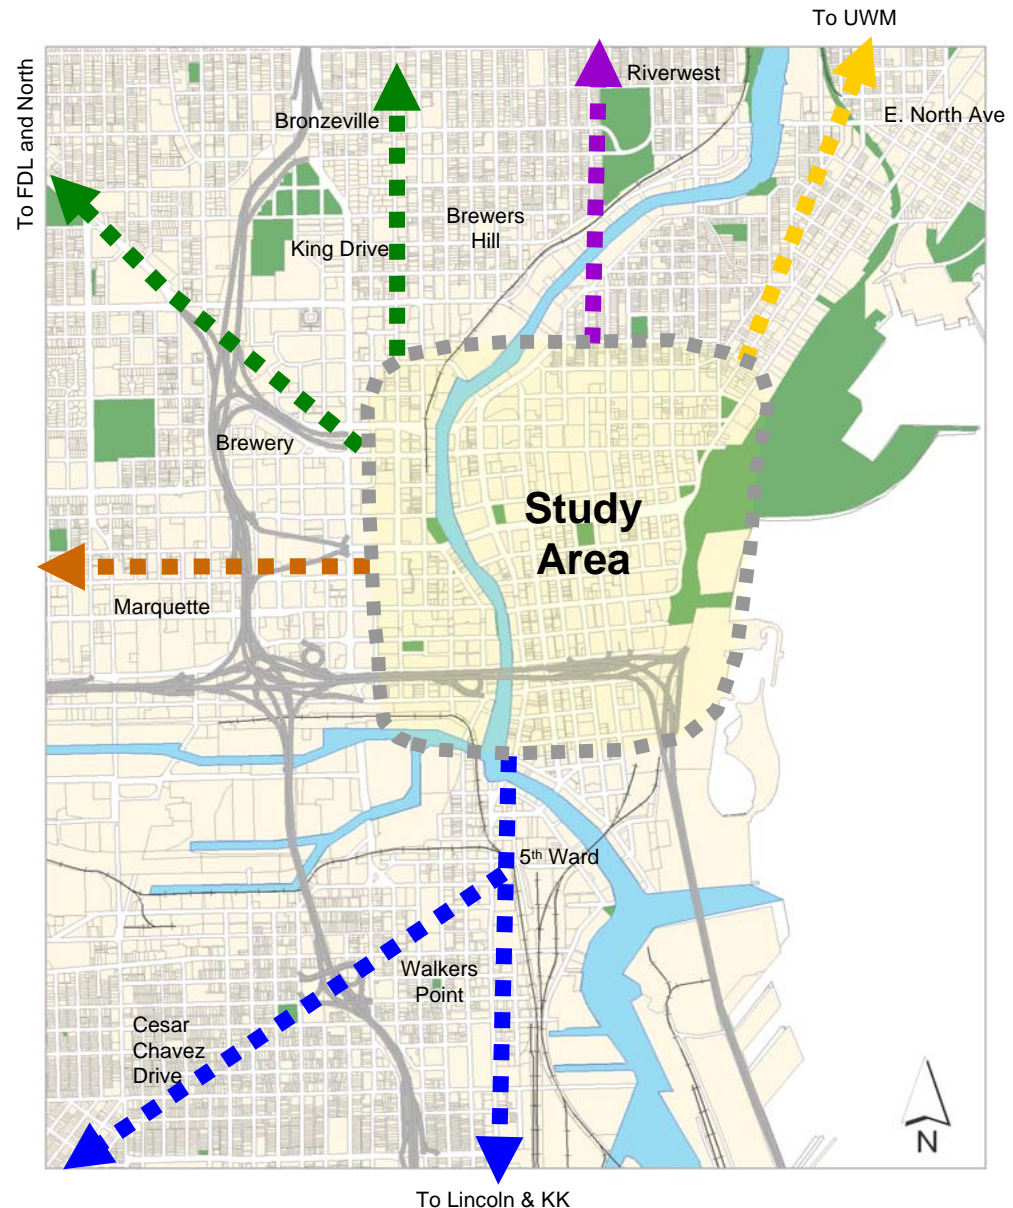 To UWM
Riverwest
E. North Ave
Bronzeville
To FDL and North
Brewers
Hill
King Drive
Brewery
Study
Area
Marquette
5th Ward
Walkers
Point
Cesar
Chavez
Drive
N
To Lincoln & KK